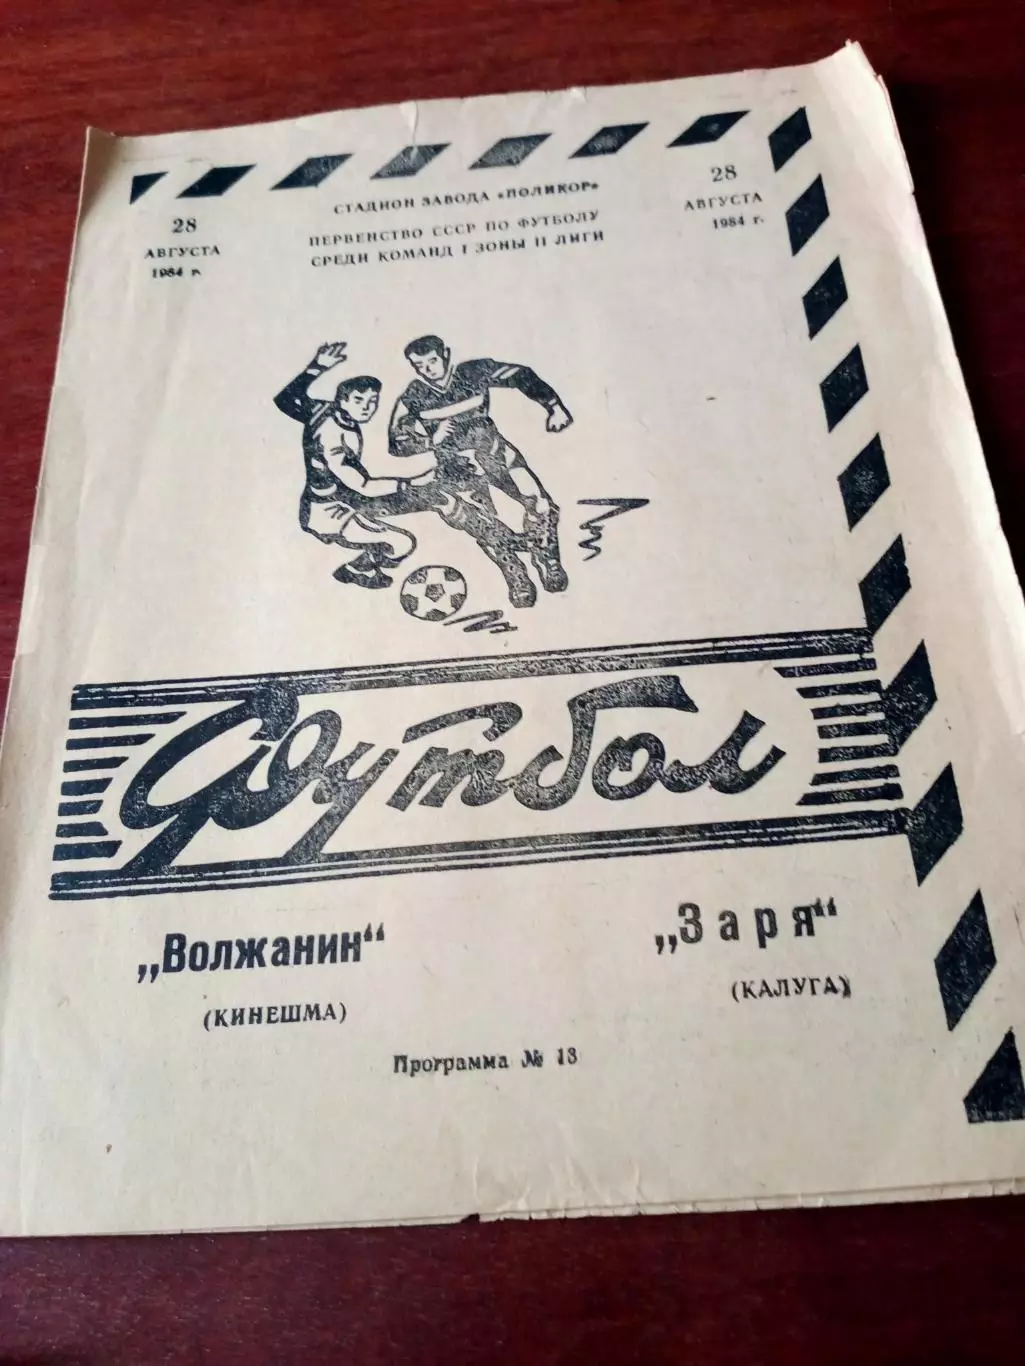 СТАДИОН ЗАВОДА «ПОЛИКОР»
28
АВГУСТА
1984 г.
ПЕРВЕНСТВО СССР ПО ФУТБОЛУ
СРЕДИ КОМАНД I ЗОНЫ II ЛИГИ
28
АВГУСТА
1984 г.
Футбол
„Волжанин“
(КИНЕШМА)
„Заря“
(КАЛУГА)
Программа № 13